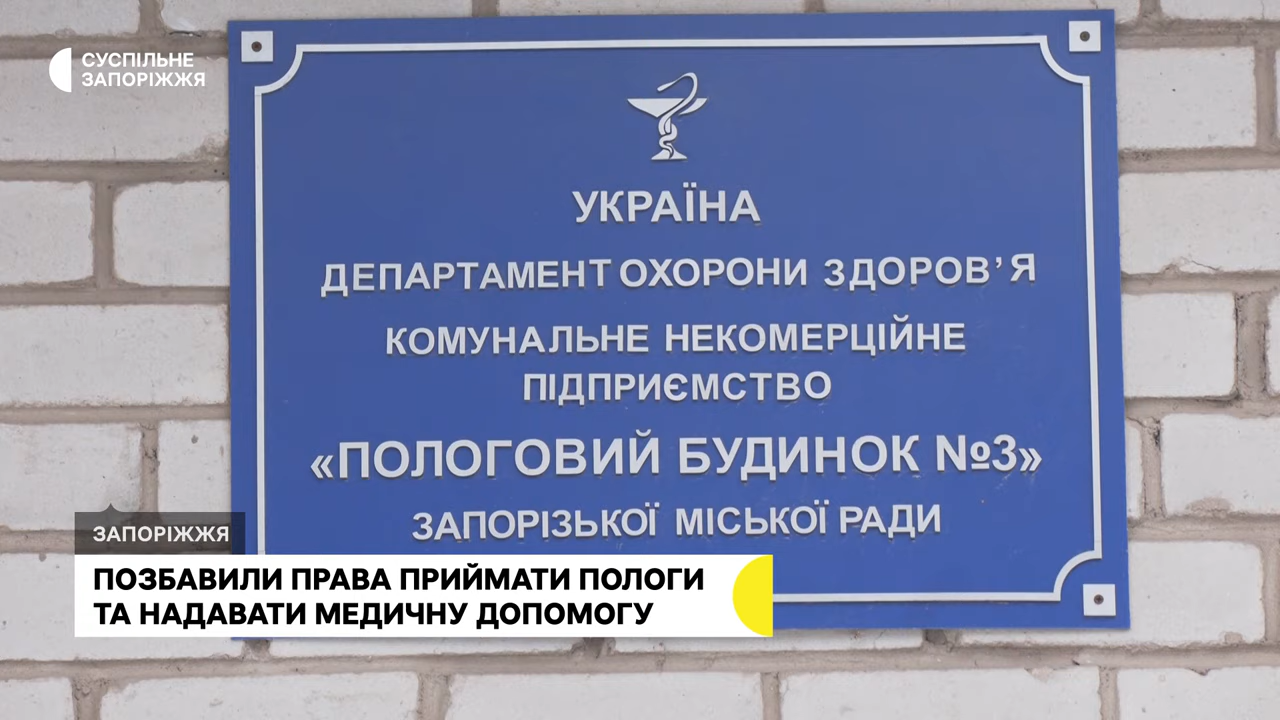 СУСПІЛЬНЕ
ЗАПОРІЖЖЯ
УКРАЇНА
ДЕПАРТАМЕНТ ОХОРОНИ ЗДОРОВ’Я
КОМУНАЛЬНЕ НЕКОМЕРЦІЙНЕ
ПІДПРИЄМСТВО
«ПОЛОГОВИЙ БУДИНОК №3»
ЗАПОРІЗЬКОЇ МІСЬКОЇ РАДИ
ЗАПОРІЖЖЯ
ПОЗБАВИЛИ ПРАВА ПРИЙМАТИ ПОЛОГИ
ТА НАДАВАТИ МЕДИЧНУ ДОПОМОГУ